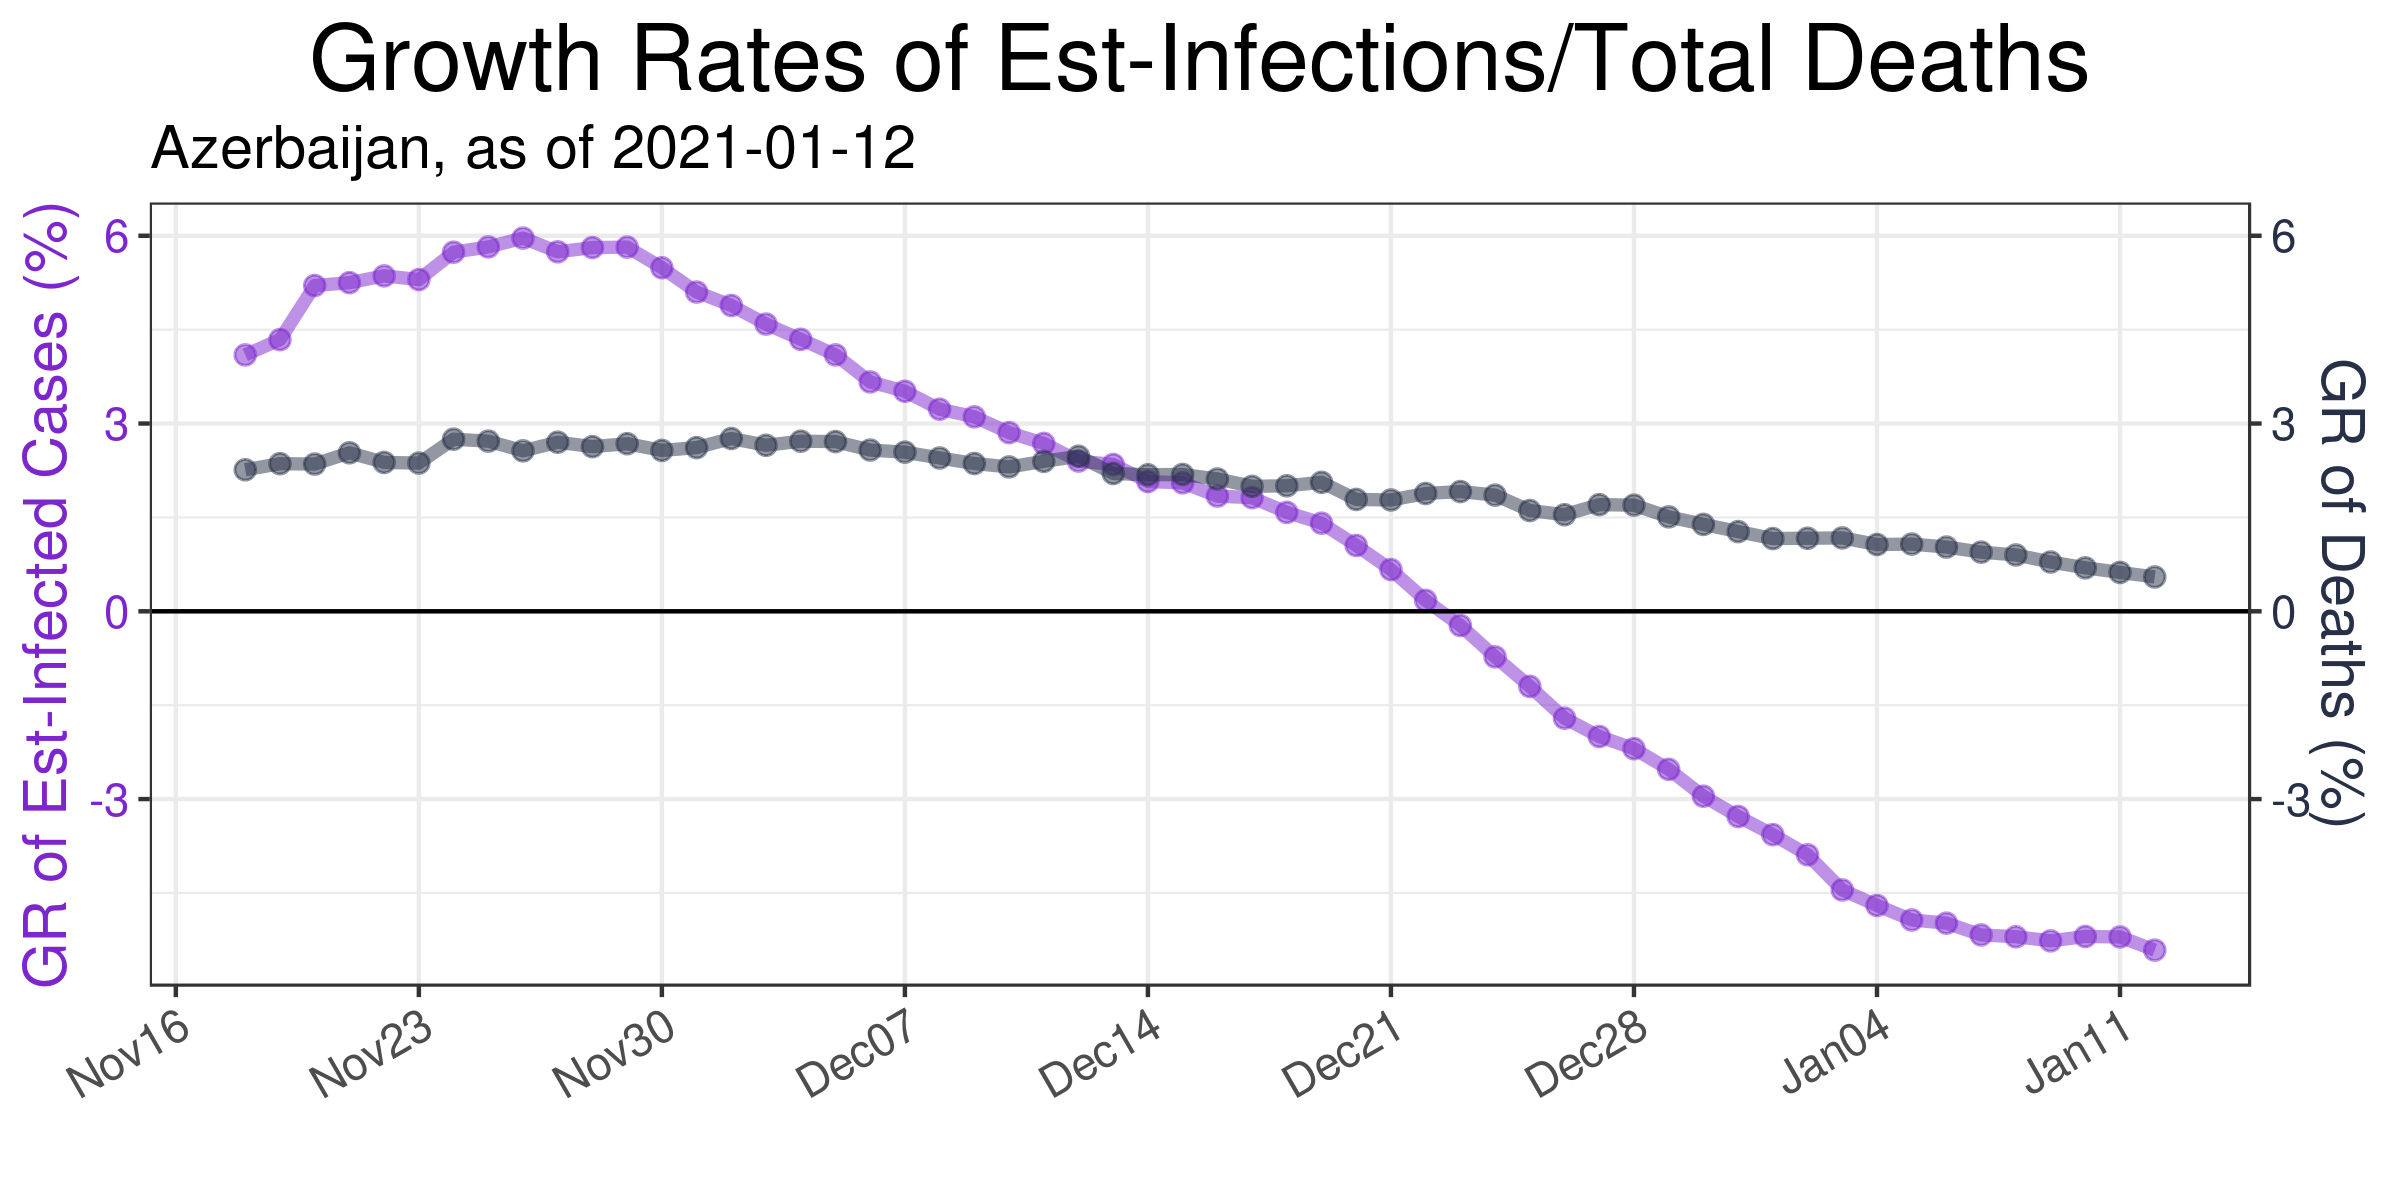 Growth Rates of Est-Infections/Total Deaths
Azerbaijan, as of 2021-01-12
GR of Est-Infected Cases (%)
6
3
0
-3
6
3
0
-3
GR of Deaths (%)
Nov16
Nov23
Nov30
Dec07
Dec14
Dec21
Dec28
Jan04
Jan11